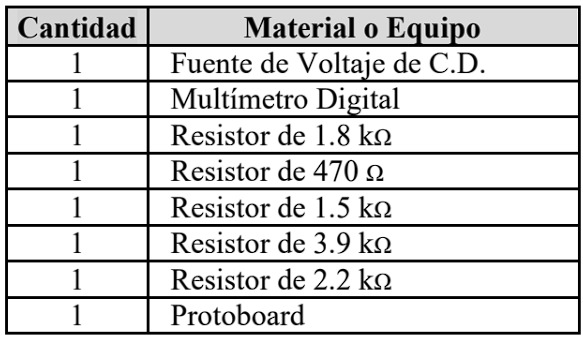 Cantidad Material o Equipo
1 Fuente de Voltaje de C.D.
1 Multímetro Digital
1 Resistor de 1.8 kΩ
1 Resistor de 470 Ω
1 Resistor de 1.5 kΩ
1 Resistor de 3.9 kΩ
1 Resistor de 2.2 kΩ
1 Protoboard